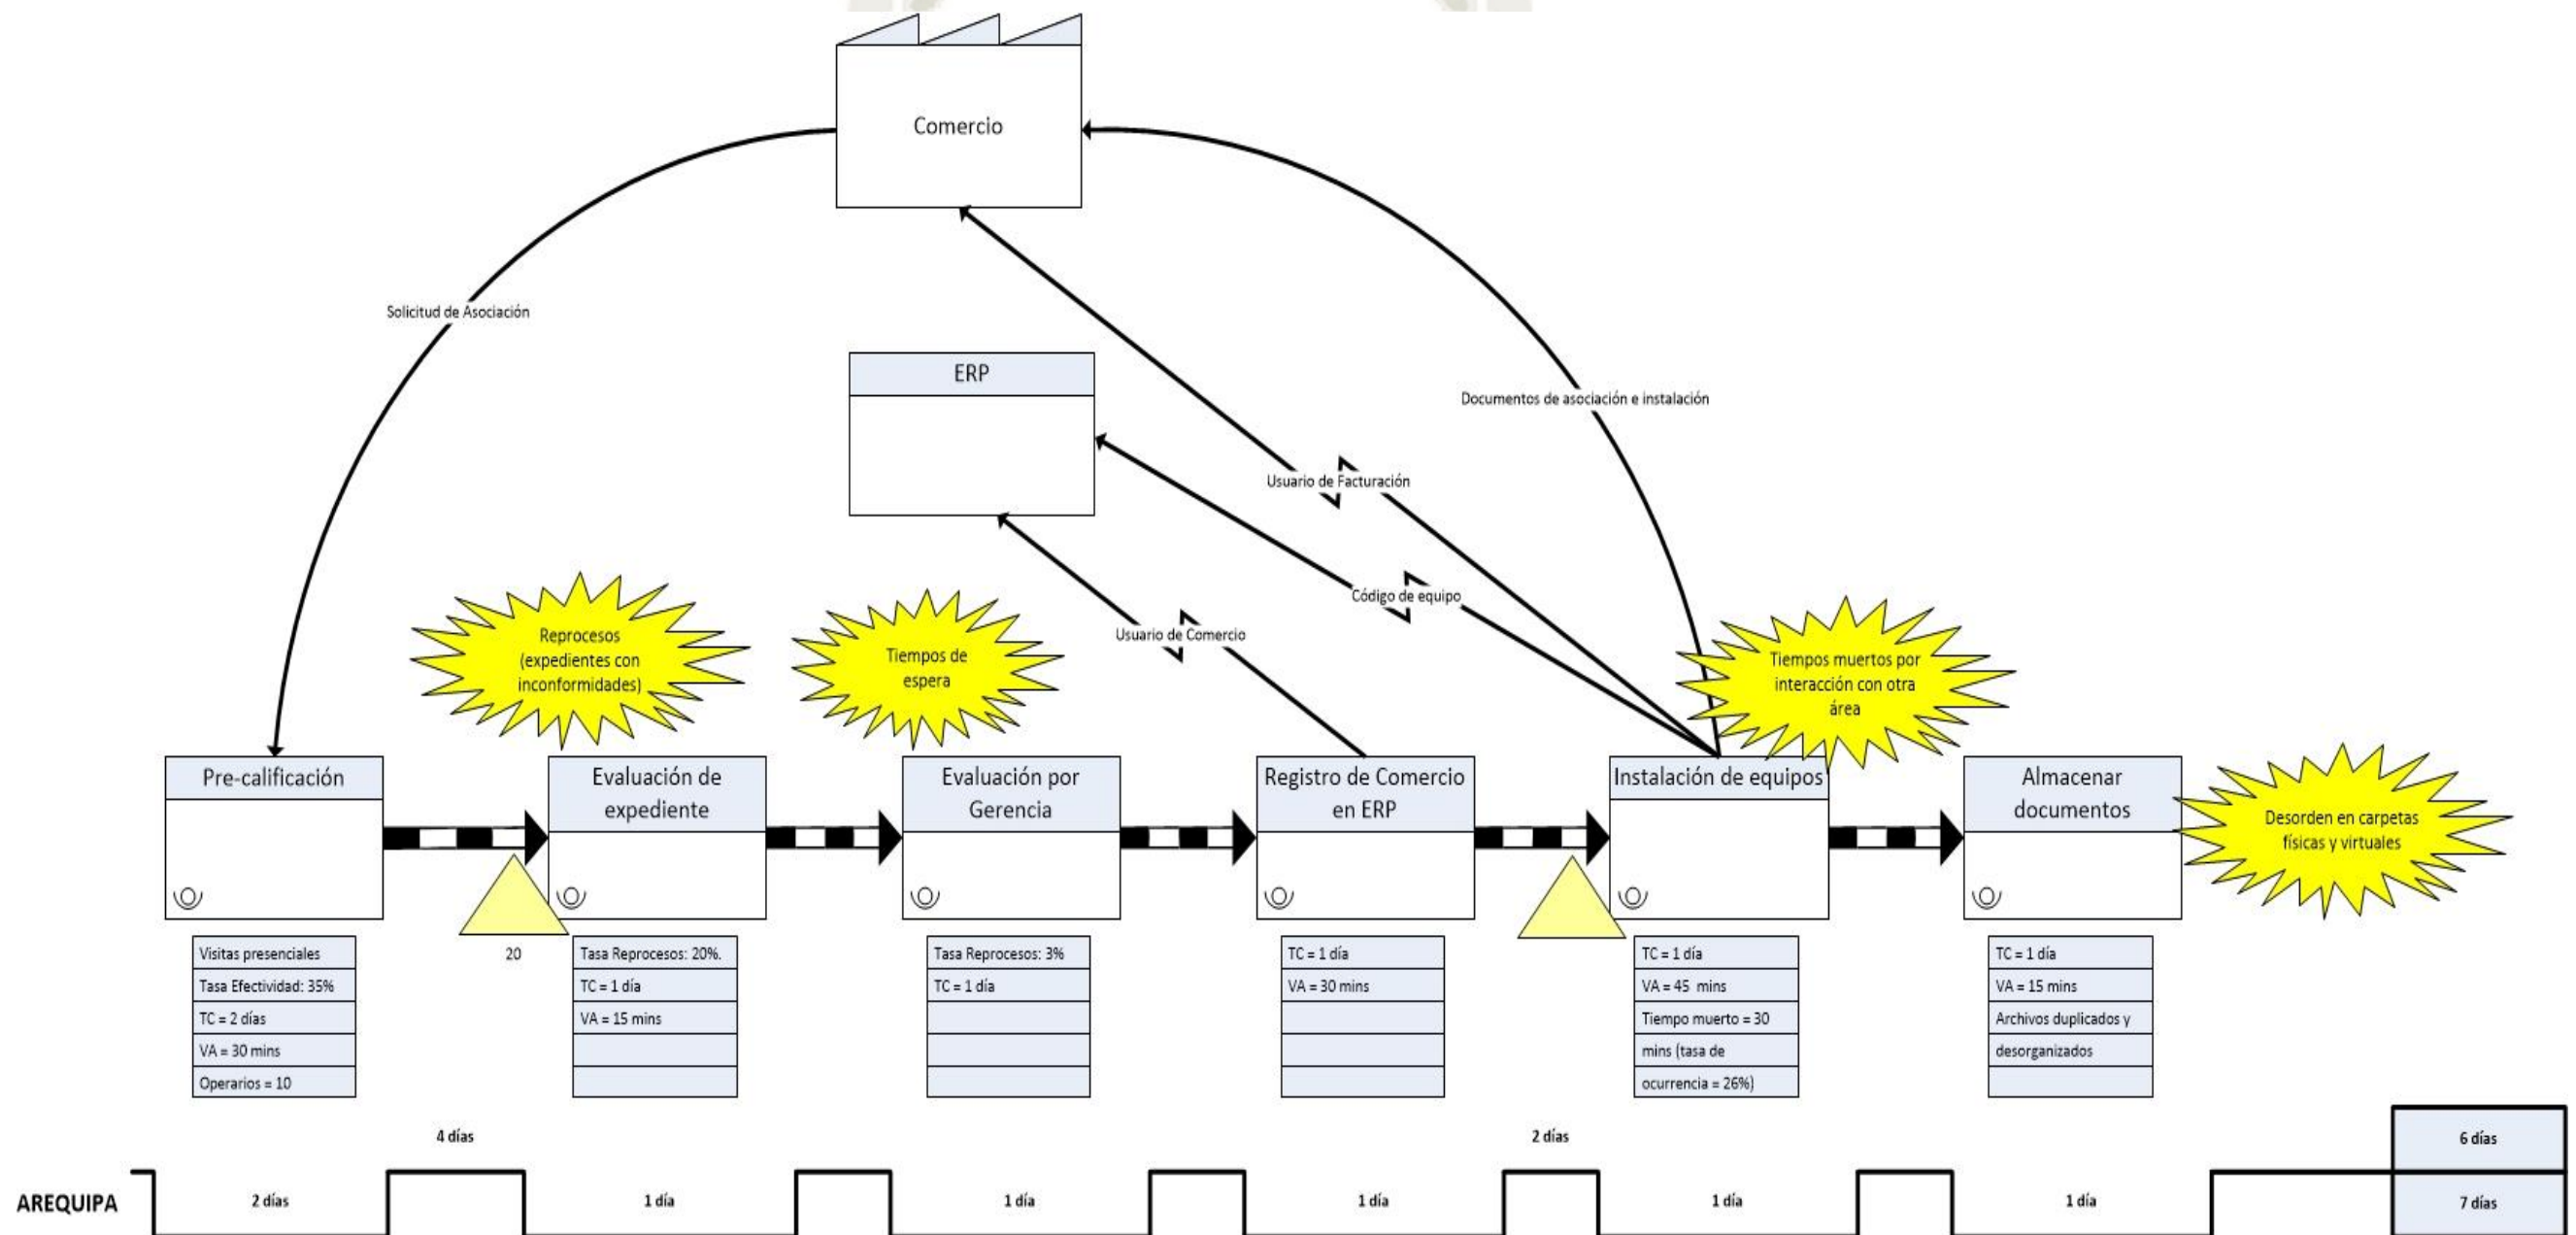 Comercio
Solicitud de Asociación
ERP
Documentos de asociación e instalación
Usuario de Facturación
Código de equipo
Usuario de Comercio
Reprocesos
(expedientes con
inconformidades)
Tiempos de
espera
Tiempos muertos por
interacción con otra
área
Desorden en carpetas
físicas y virtuales
Pre-calificación
Visitas presenciales
Tasa Efectividad: 35%
TC = 2 días
VA = 30 mins
Operarios = 10
20
Evaluación de
expediente
Tasa Reprocesos: 20%.
TC = 1 día
VA = 15 mins
Evaluación por
Gerencia
Tasa Reprocesos: 3%
TC = 1 día
Registro de Comercio
en ERP
TC = 1 día
VA = 30 mins
Instalación de equipos
TC = 1 día
VA = 45 mins
Tiempo muerto = 30
mins (tasa de
ocurrencia = 26%)
Almacenar
documentos
TC = 1 día
VA = 15 mins
Archivos duplicados y
desorganizados
4 días
2 días
6 días
AREQUIPA
2 días
1 día
1 día
1 día
1 día
1 día
7 días